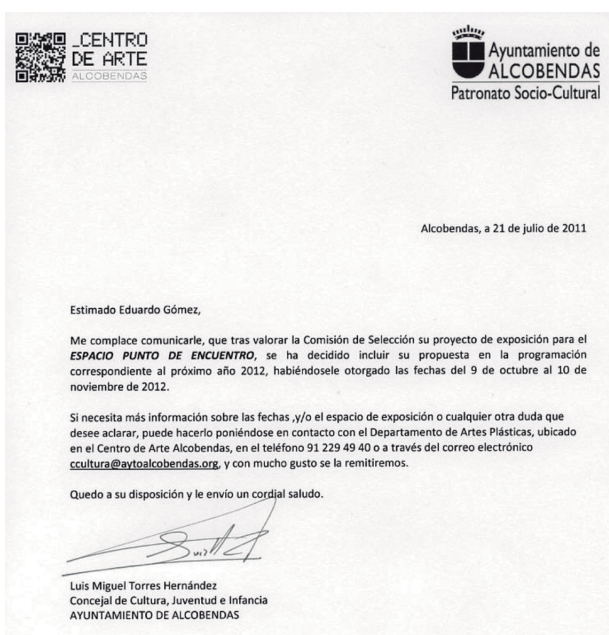 _CENTRO
DE ARTE
ALCOBENDAS
Ayuntamiento de
ALCOBENDAS
Patronato Socio-Cultural
Alcobendas, a 21 de julio de 2011
Estimado Eduardo Gómez,
Me complace comunicarle, que tras valorar la Comisión de Selección su proyecto de exposición para el
ESPACIO PUNTO DE ENCUENTRO, se ha decidido incluir su propuesta en la programación
correspondiente al próximo año 2012, habiéndosele otorgado las fechas del 9 de octubre al 10 de
noviembre de 2012.
Si necesita más información sobre las fechas ,y/o el espacio de exposición o cualquier otra duda que
desee aclarar, puede hacerlo poniéndose en contacto con el Departamento de Artes Plásticas, ubicado
en el Centro de Arte Alcobendas, en el teléfono 91 229 49 40 o a través del correo electrónico
ccultura@aytoalcobendas.org, y con mucho gusto se la remitiremos.
Quedo a su disposición y le envío un cordial saludo.
Luis Miguel Torres Hernández
Concejal de Cultura, Juventud e Infancia
AYUNTAMIENTO DE ALCOBENDAS